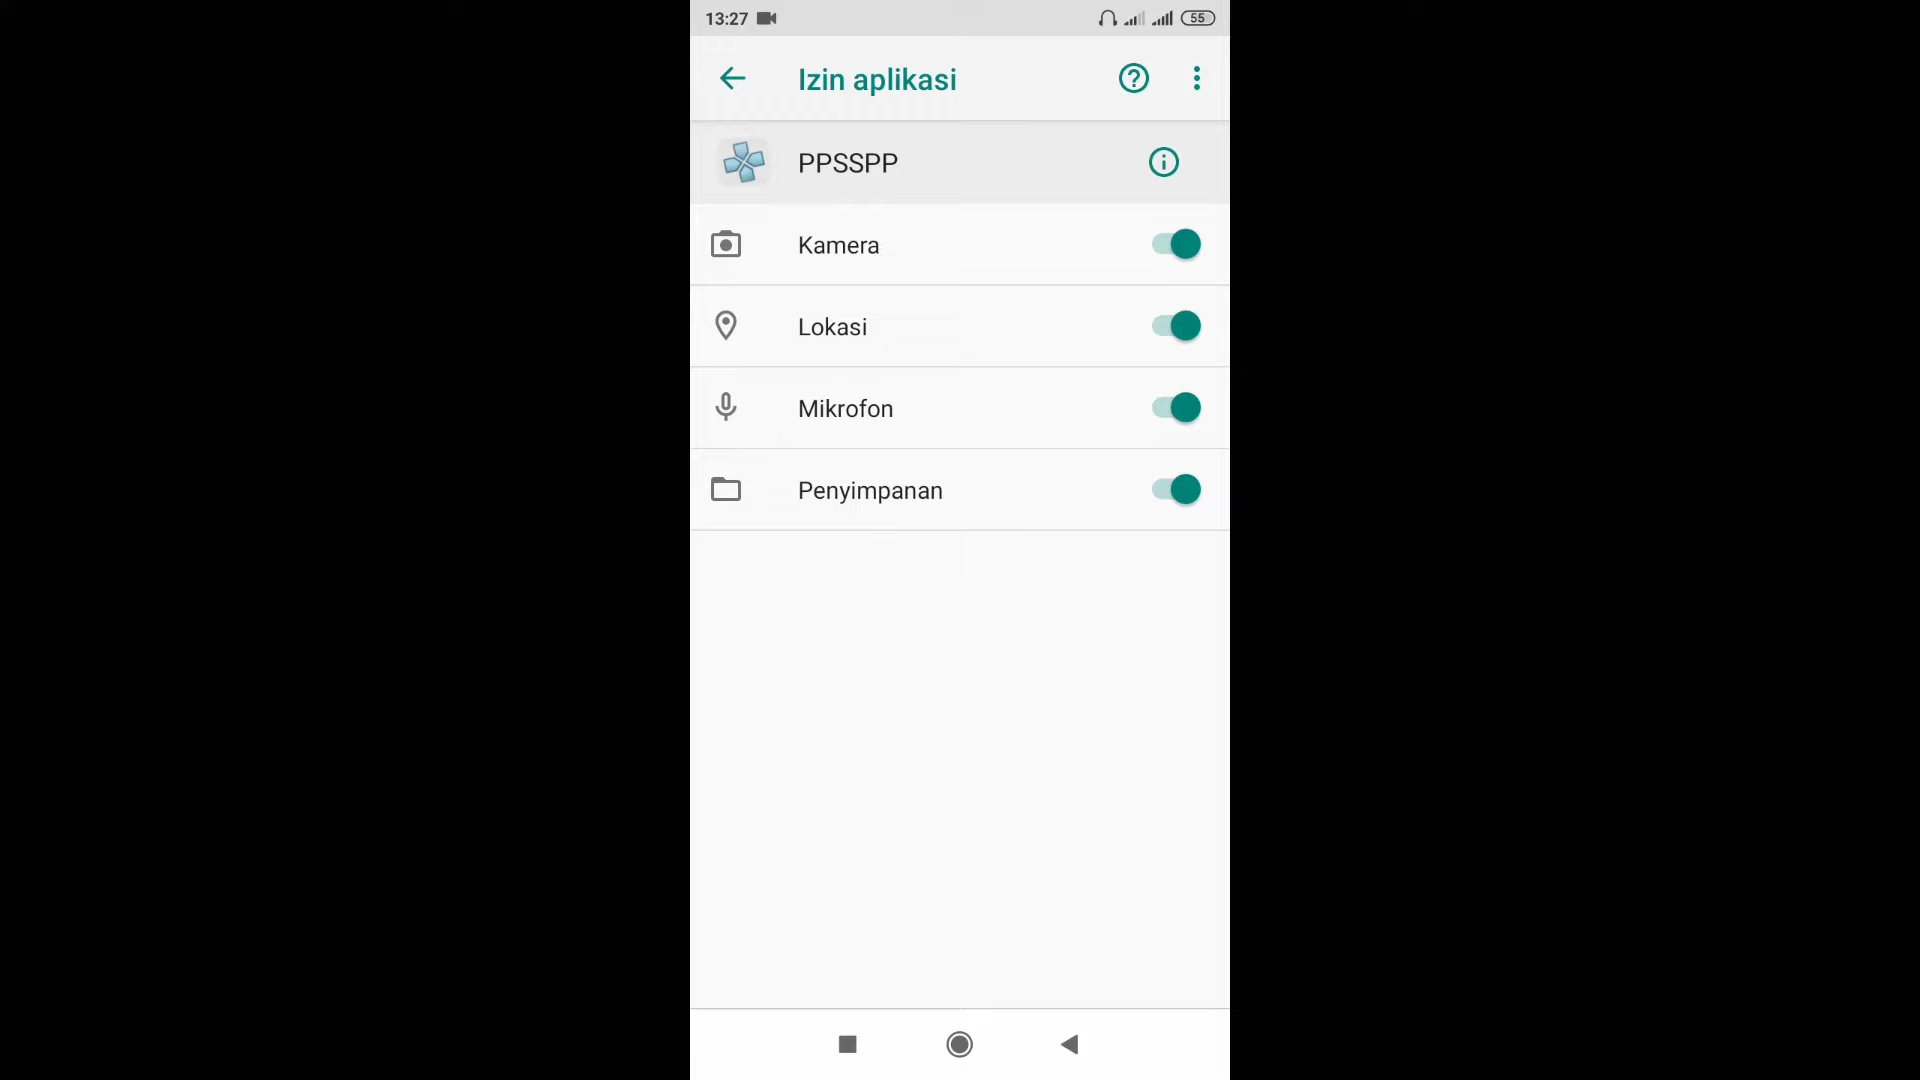 13:27
55
Izin aplikasi
PPSSPP
Kamera
Lokasi
Mikrofon
Penyimpanan